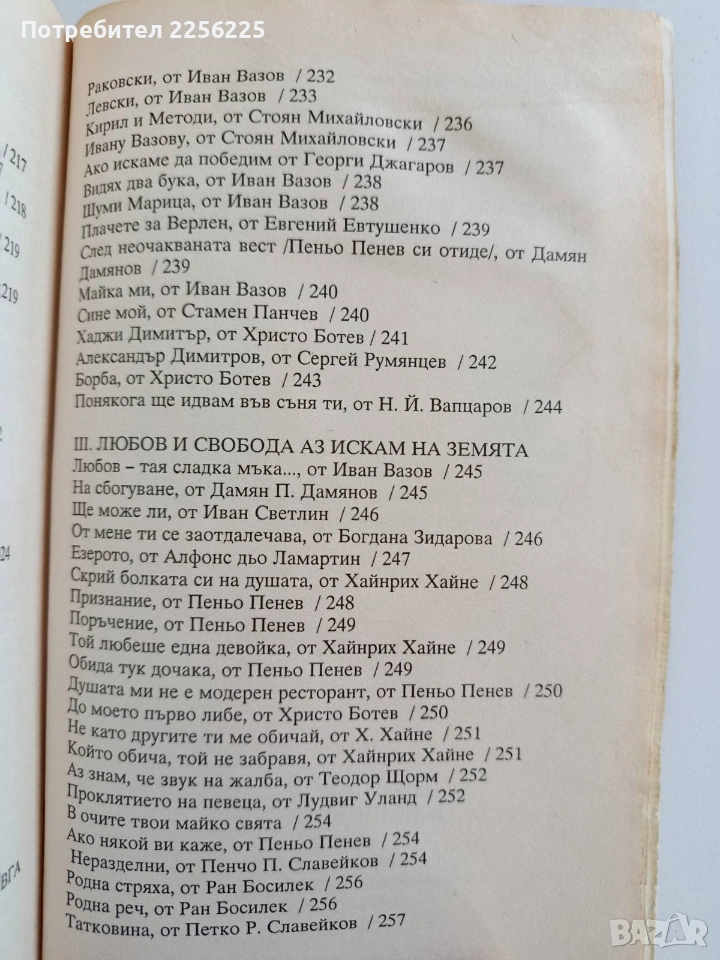 Потребител 2256225
Раковски, от Иван Вазов / 232
Левски, от Иван Вазов / 233
Кирил и Методи, от Стоян Михайловски / 236
Ивану Вазову, от Стоян Михайловски / 237
Ако искаме да победим от Георги Джагаров / 237
Видях два бука, от Иван Вазов / 238
Шуми Марица, от Иван Вазов / 238
Плачете за Верлен, от Евгений Евтушенко / 239
След неочакваната вест /Пеньо Пенев си отиде/, от Дамян
Дамянов / 239
Майка ми, от Иван Вазов / 240
Сине мой, от Стамен Панчев / 240
Хаджи Димитър, от Христо Ботев / 241
Александър Димитров, от Сергей Румянцев / 242
Борба, от Христо Ботев / 243
Понякога ще идвам във съня ти, от Н. Й. Вапцаров / 244
III. ЛЮБОВ И СВОБОДА АЗ ИСКАМ НА ЗЕМЯТА
Любов – тая сладка мъка..., от Иван Вазов / 245
На сбогуване, от Дамян П. Дамянов / 245
Ще може ли, от Иван Светлин / 246
От мене ти се заотдалечава, от Богдана Зидарова / 246
Езерото, от Алфонс дьо Ламартин / 247
Скрий болката си на душата, от Хайнрих Хайне / 248
Признание, от Пеньо Пенев / 248
Поръчение, от Пеньо Пенев / 249
Той любеше една девойка, от Хайнрих Хайне / 249
Обида тук дочака, от Пеньо Пенев / 249
Душата ми не е модерен ресторант, от Пеньо Пенев / 250
До моето първо либе, от Христо Ботев / 250
Не като другите ти ме обичай, от Х. Хайне / 251
Който обича, той не забравя, от Хайнрих Хайне / 251
Аз знам, че звук на жалба, от Теодор Щорм / 252
Проклятието на певеца, от Лудвиг Уланд / 252
В очите твои майко свята / 254
Ако някой ви каже, от Пеньо Пенев / 254
Неразделни, от Пенчо П. Славейков / 254
Родна стряха, от Ран Босилек / 256
Родна реч, от Ран Босилек / 256
Татковина, от Петко Р. Славейков / 257
/ 217
/ 218
/ 219
219
BAZAR